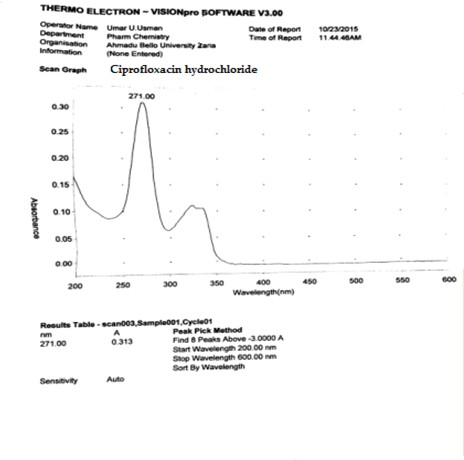 THERMO ELECTRON ~ VISIONpro SOFTWARE V3.00
Operator Name Umar U.Usman Date of Report 10/23/2015
Department Pharm Chemistry Time of Report 11.44.46AM
Organisation Ahmadu Bello University Zaria
Information (None Entered)
Scan Graph Ciprofloxacin hydrochloride
271.00
0.30
0.25
0.20
0.15
0.10
0.05
0.00
Absorbance
200 250 300 350 400 450 500 550 600
Wavelength(nm)
Results Table - scan003,Sample001,Cycle01
nm A Peak Pick Method
271.00 0.313 Find 8 Peaks Above -3.0000 A
Start Wavelength 200.00 nm
Stop Wavelength 600.00 nm
Sort By Wavelength
Sensitivity Auto